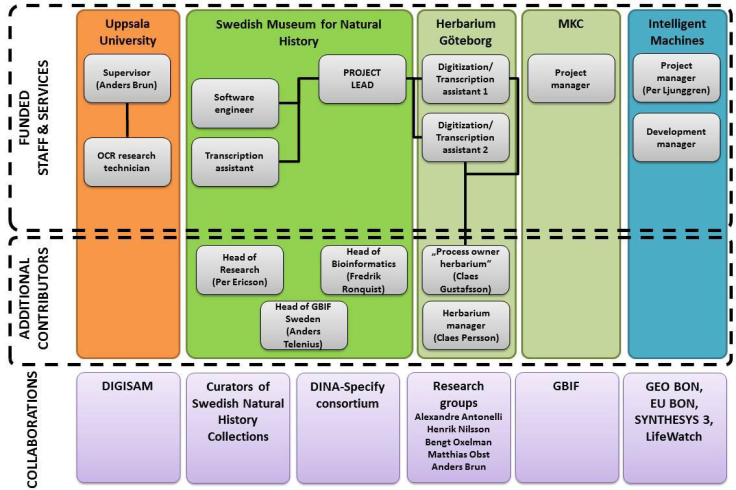 FUNDED
STAFF & SERVICES
Uppsala
University
Supervisor
(Anders Brun)
OCR research
technician
Swedish Museum for Natural
History
Software
engineer
Transcription
assistant
PROJECT
LEAD
Herbarium
Göteborg
Digitization/
Transcription
assistant 1
Digitization/
Transcription
assistant 2
MKC
Project
manager
Intelligent
Machines
Project
manager
(Per Ljunggren)
Development
manager
ADDITIONAL
CONTRIBUTORS
Head of
Research
(Per Ericson)
Head of
Bioinformatics
(Fredrik
Ronquist)
Head of GBIF
Sweden
(Anders
Telenius)
„Process owner
herbarium"
(Claes
Gustafsson)
Herbarium
manager
(Claes Persson)
COLLABORATIONS
DIGISAM
Curators of
Swedish Natural
History
Collections
DINA-Specify
consortium
Research
groups
Alexandre Antonelli
Henrik Nilsson
Bengt Oxelman
Matthias Obst
Anders Brun
GBIF
GEO BON,
EU BON,
SYNTHESYS 3,
LifeWatch